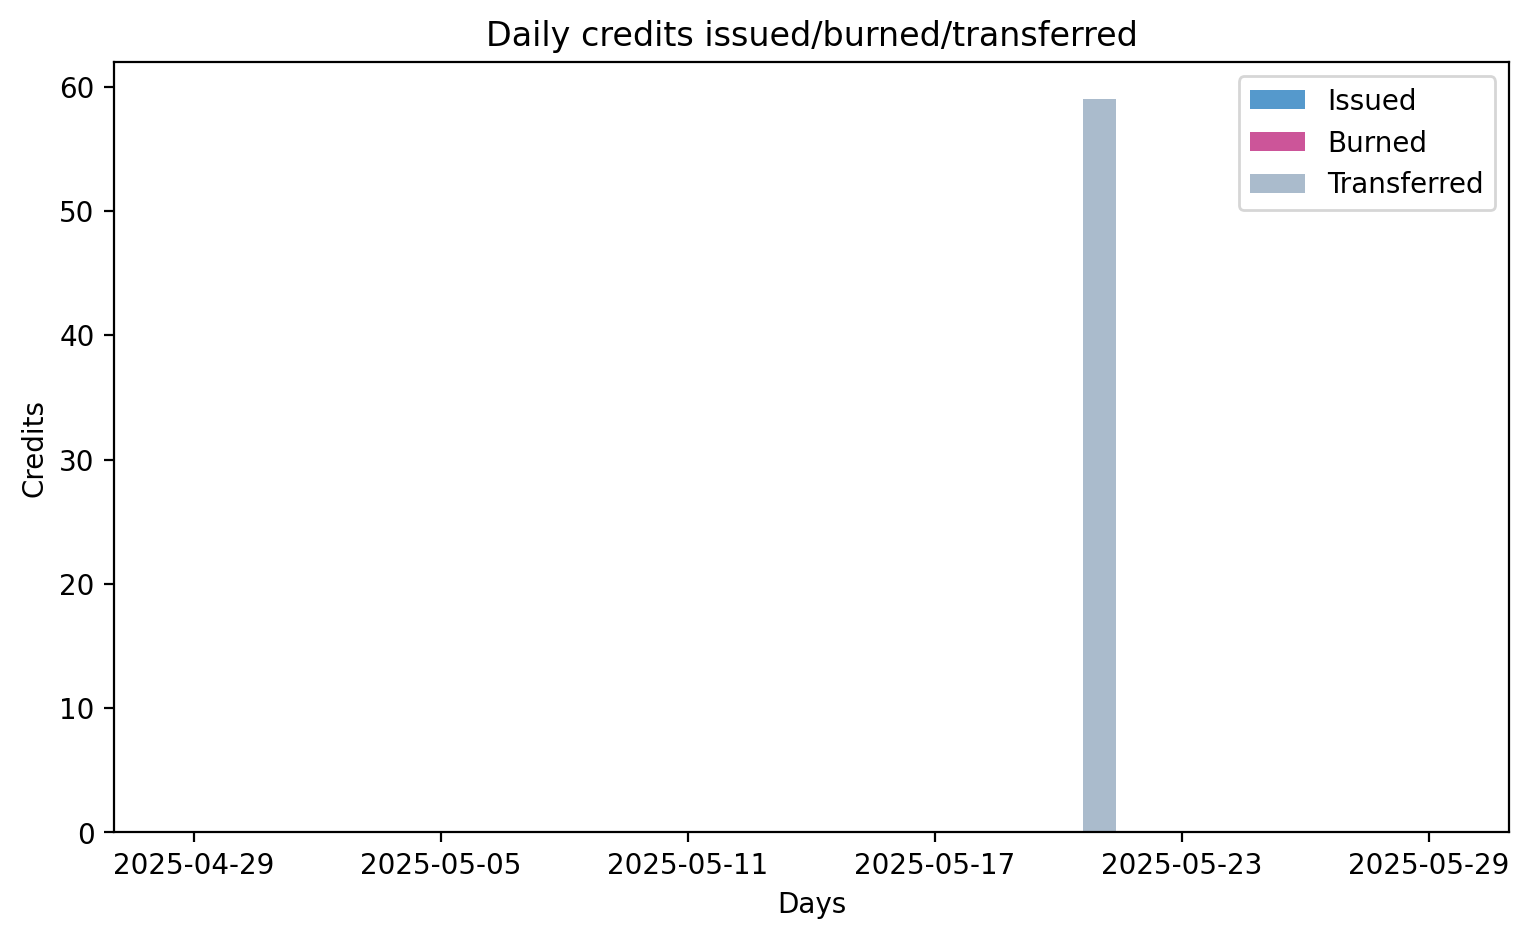 Daily credits issued/burned/transferred
60
50
40
30
20
10
0
Credits
Issued
Burned
Transferred
2025-04-29 2025-05-05 2025-05-11 2025-05-17 2025-05-23 2025-05-29
Days